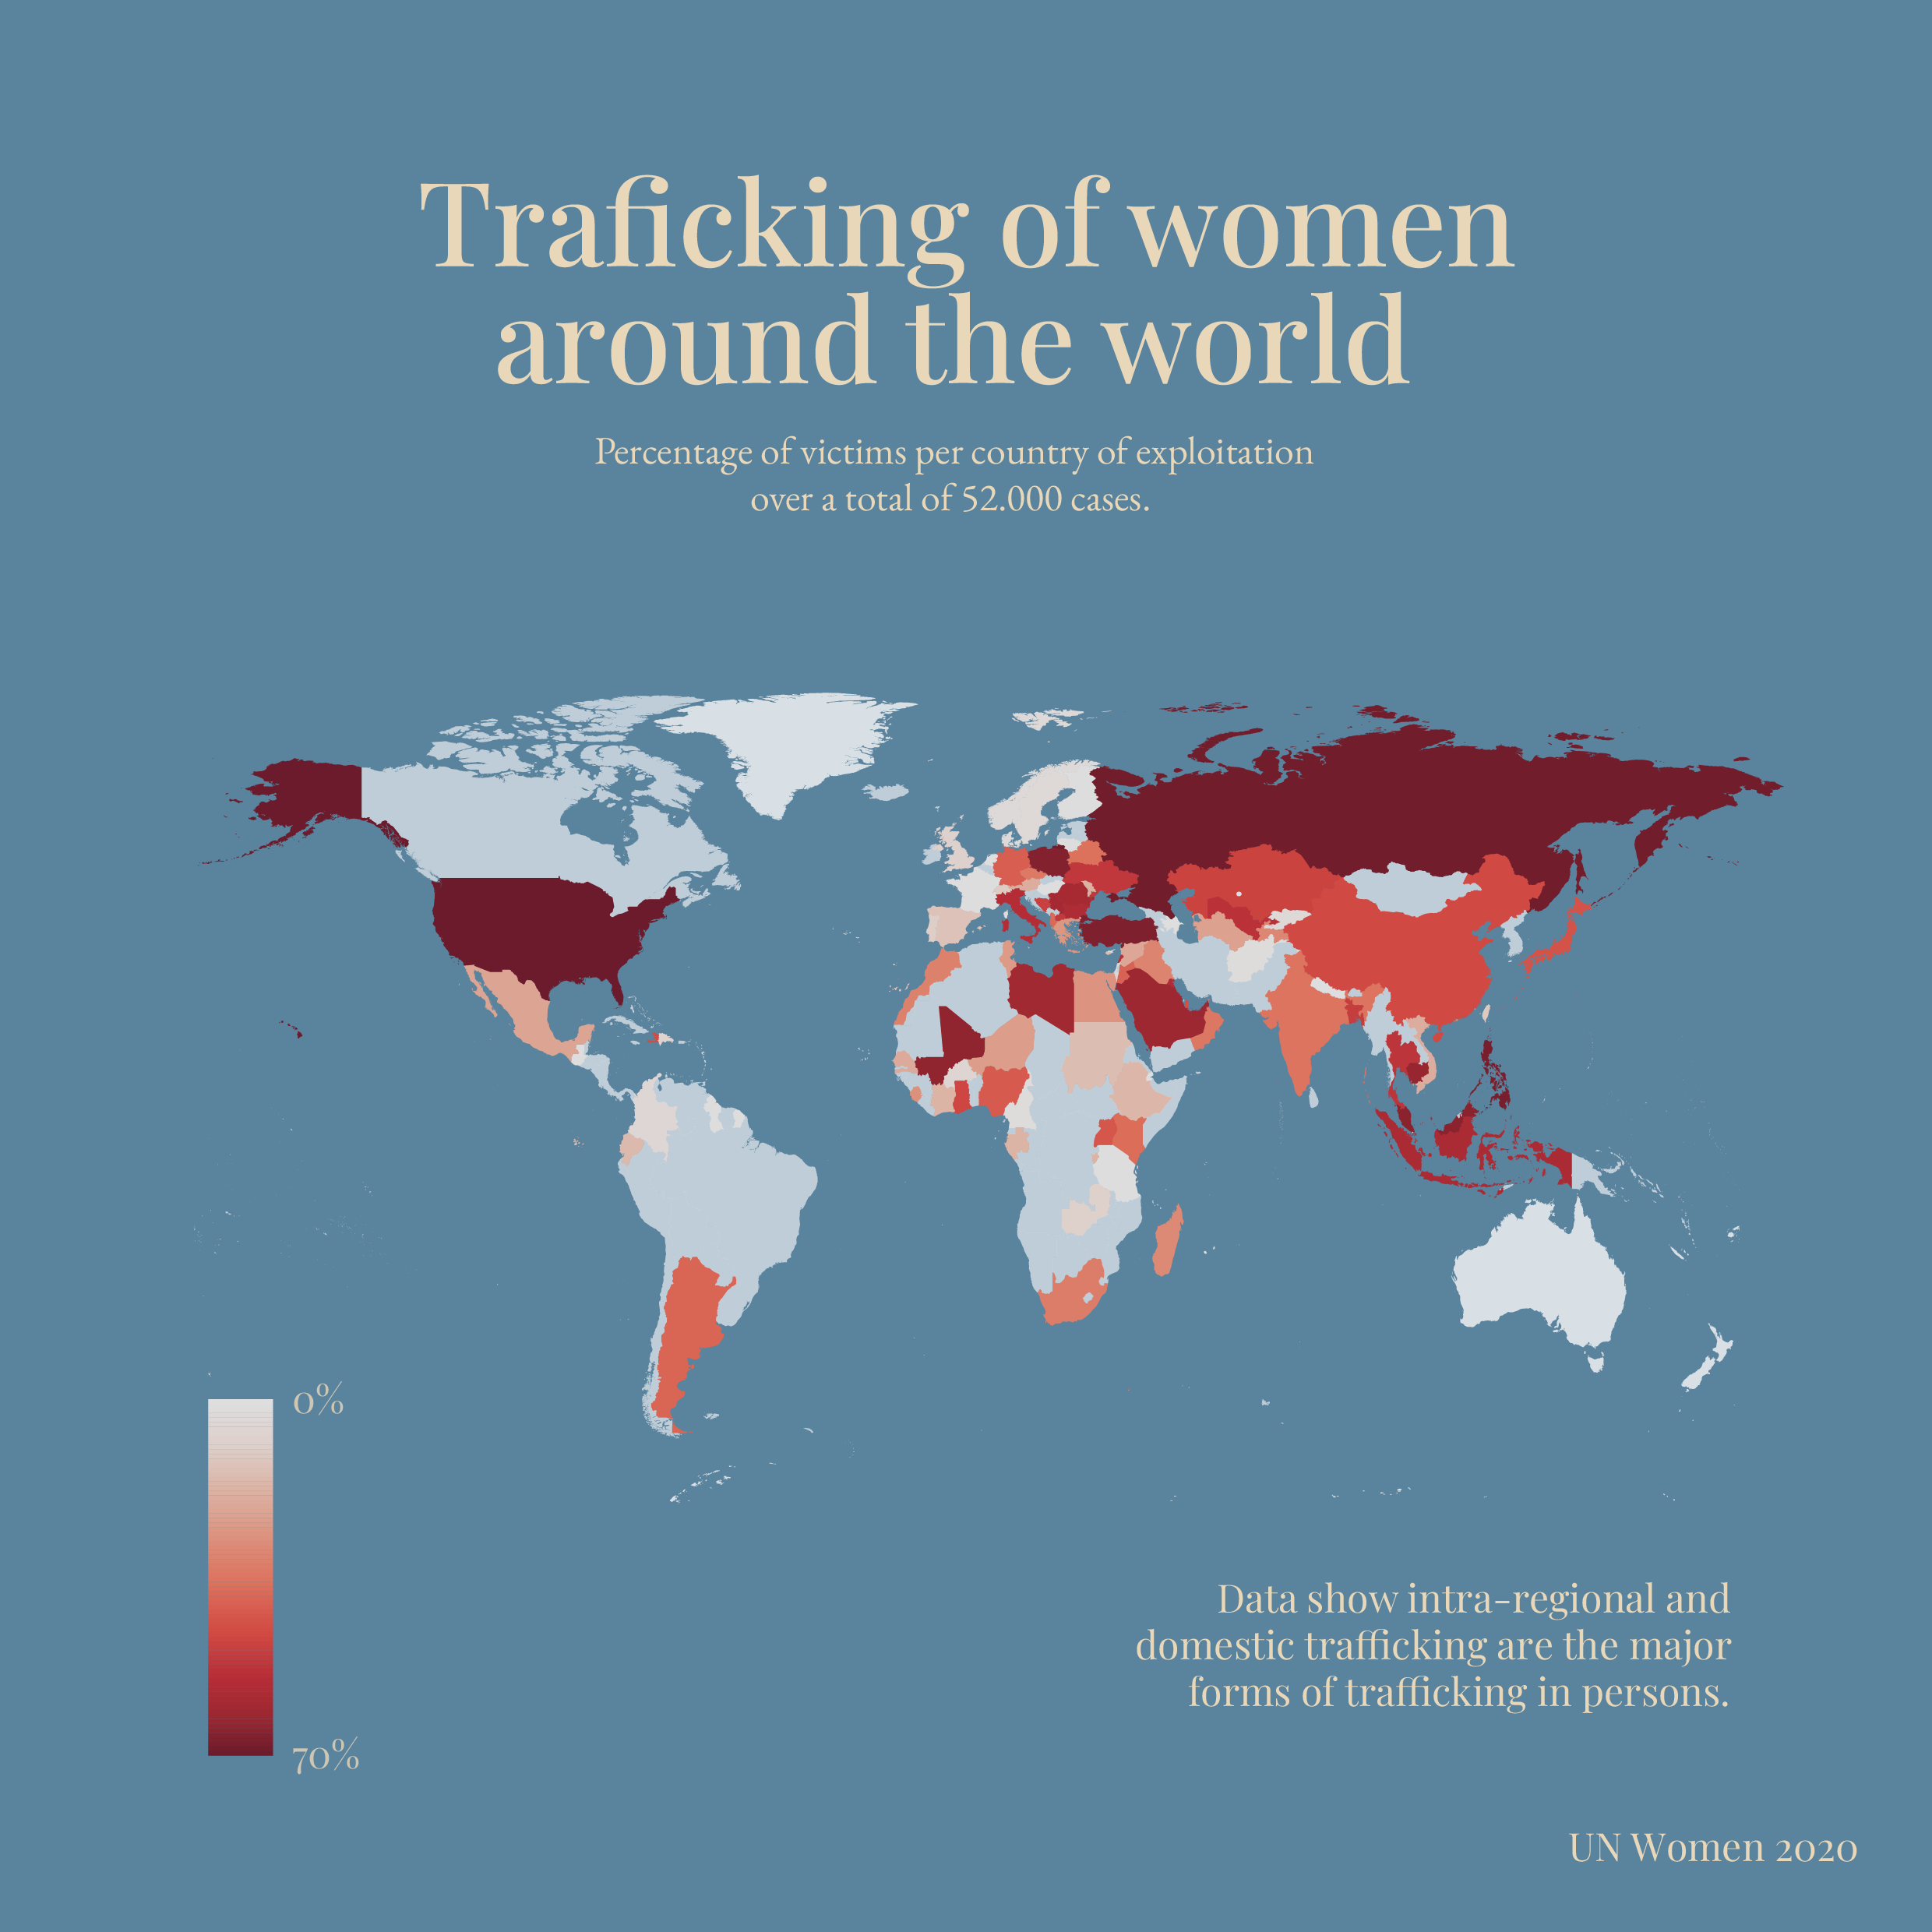 Traficking of women
around the world
Percentage of victims per country of exploitation
over a total of 52.000 cases.
0%
70%
Data show intra-regional and
domestic trafficking are the major
forms of trafficking in persons.
UN Women 2020